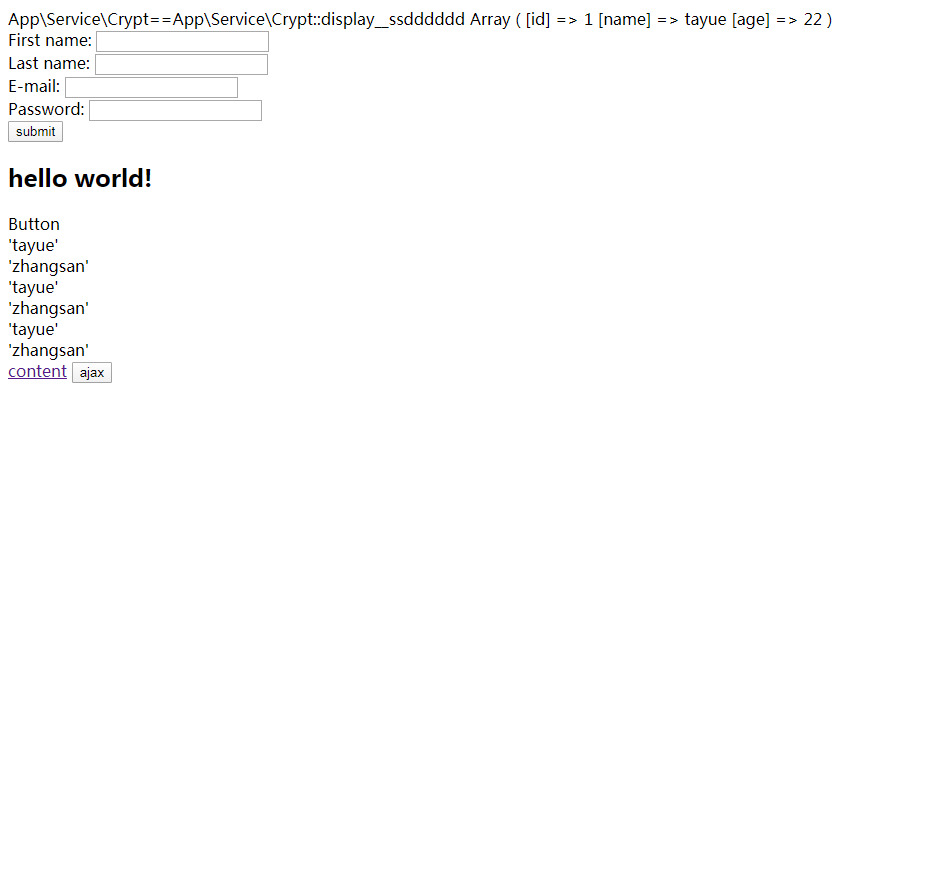 App\Service\Crypt==App\Service\Crypt::display__ssddddddd Array ( [id] => 1 [name] => tayue [age] => 22 )
First name:
Last name:
E-mail:
Password:
submit
hello world!
Button
'tayue'
'zhangsan'
'tayue'
'zhangsan'
'tayue'
'zhangsan'
content ajax